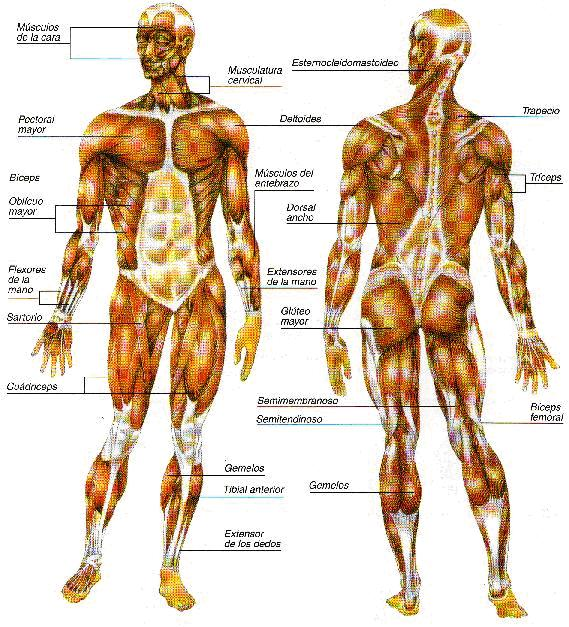 Músculos
de la cara
Musculatura
cervical
Pectoral
mayor
Bíceps
Oblícuo
mayor
Flexores
de la
mano
Sartorio
Cuádriceps
Deltoides
Músculos del
antebrazo
Extensores
de la mano
Gemelos
Tibial anterior
Extensor
de los dedos
Esternocleidomastoideo
Trapecio
Tríceps
Dorsal
ancho
Glúteo
mayor
Semimembranoso
Semitendinoso
Bíceps
femoral
Gemelos